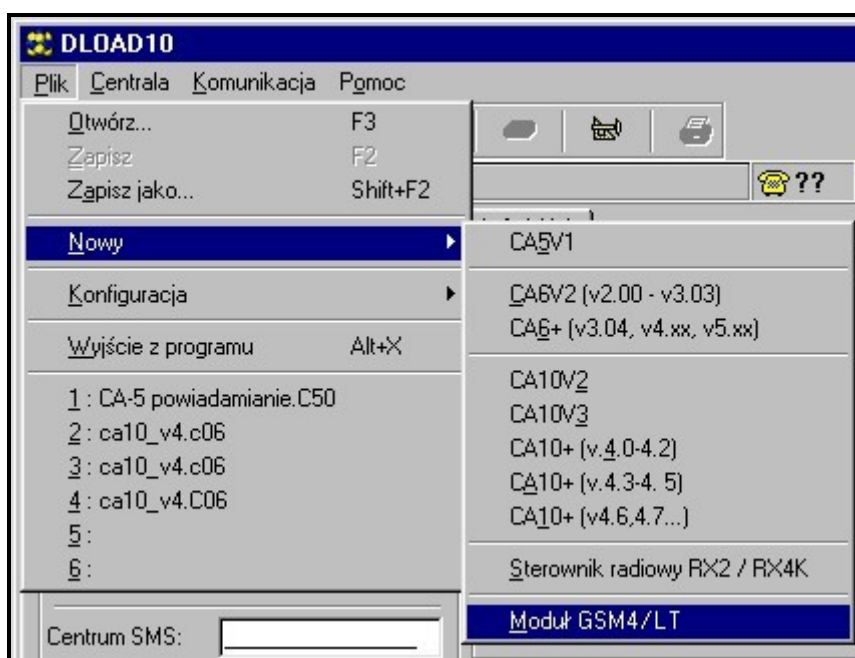 DLOAD10
Plik Centrala Komunikacja Pomoc
Otwórz... F3
Zapisz F2
Zapisz jako... Shift+F2
??
Nowy
CA5V1
Konfiguracja
CA6V2 (v2.00 - v3.03)
CA6+ (v3.04, v4.xx, v5.xx)
Wyjście z programu Alt+X
1 : CA-5 powiadamianie.C50
2 : ca10_v4.c06
3 : ca10_v4.c06
4 : ca10_v4.C06
5 :
6 :
CA10V2
CA10V3
CA10+ (v.4.0-4.2)
CA10+ (v.4.3-4. 5)
CA10+ (v4.6,4.7...)
Sterownik radiowy RX2 / RX4K
Moduł GSM4/LT
Centrum SMS: